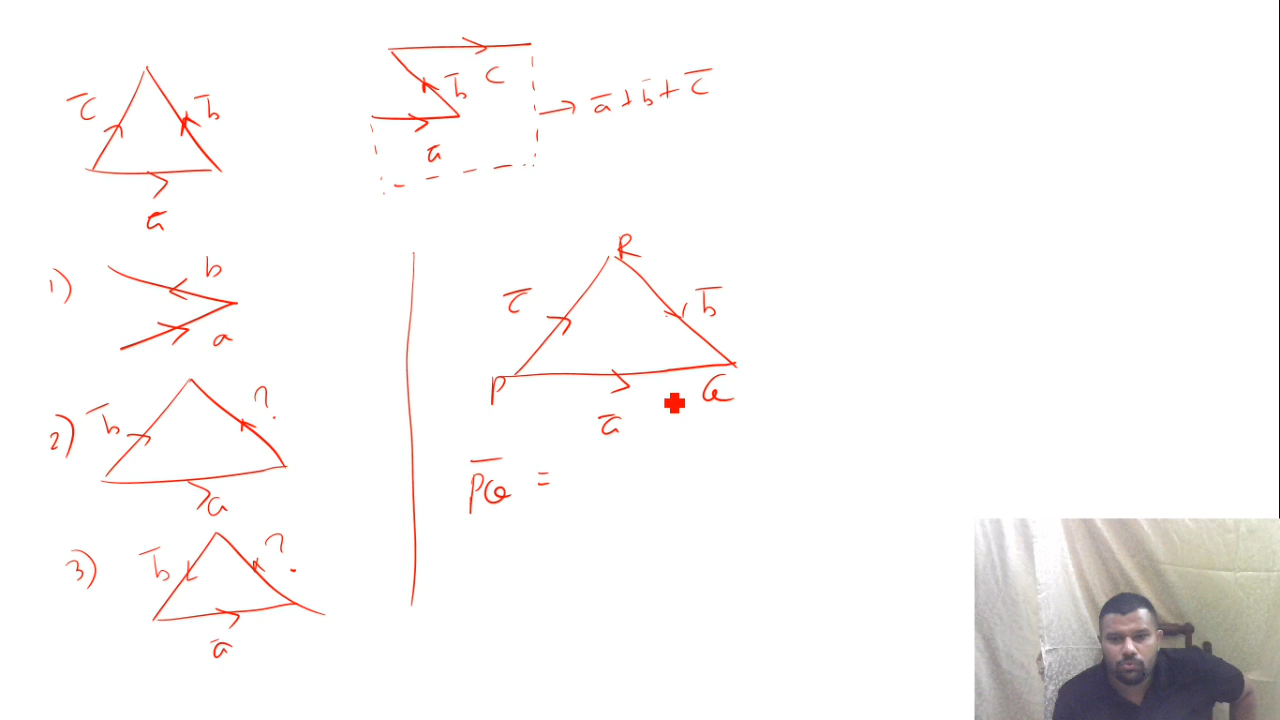 c̅
b̅
a̅
b̅
c
a̅
→ a̅ + b̅ + c̅
1)
b
a
2)
b̅
?
a
3)
b̅
?
a̅
R
c̅
b̅
P
Q
a̅
P̅Q̅ =